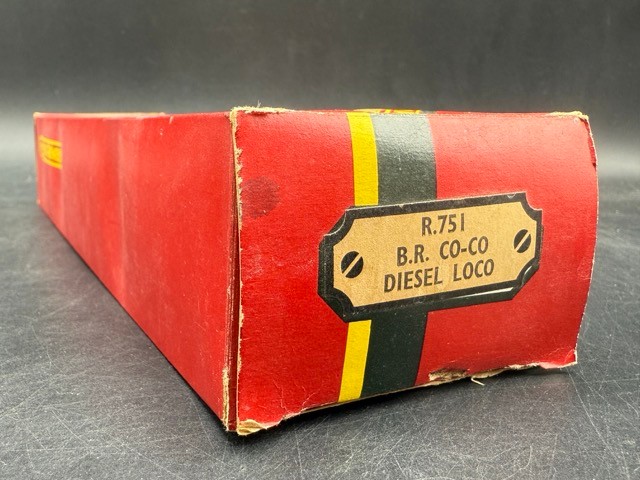 R.751
B.R. CO-CO
DIESEL LOCO